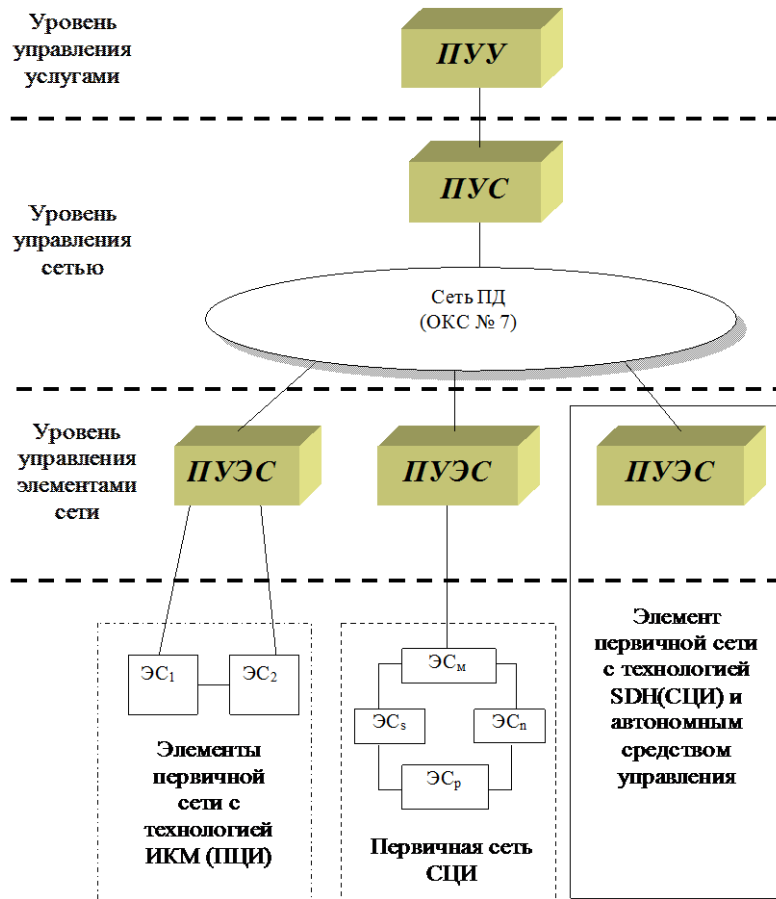 Уровень
управления
услугами
ПУУ
ПУС
Уровень
управления
сетью
Сеть ПД
(ОКС № 7)
Уровень
управления
элементами
сети
ПУЭС
ПУЭС
ПУЭС
ЭС1
ЭС2
Элементы
первичной
сети с
технологией
ИКМ (ПЦИ)
ЭСм
ЭСs
ЭСn
ЭСр
Первичная сеть
СЦИ
Элемент
первичной сети
с технологией
SDH(СЦИ) и
автономным
средством
управления